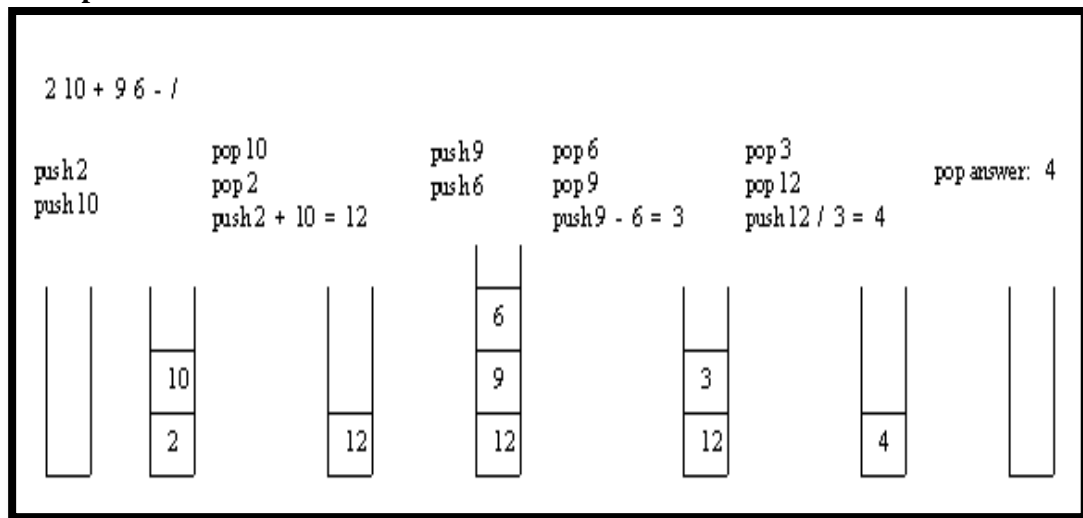 2 10 + 9 6 - /
push 2
push 10
pop 10
pop 2
push 2 + 10 = 12
push 9
push 6
pop 6
pop 9
push 9 - 6 = 3
pop 3
pop 12
push 12 / 3 = 4
pop answer: 4
10
2
12
6
9
12
3
12
4